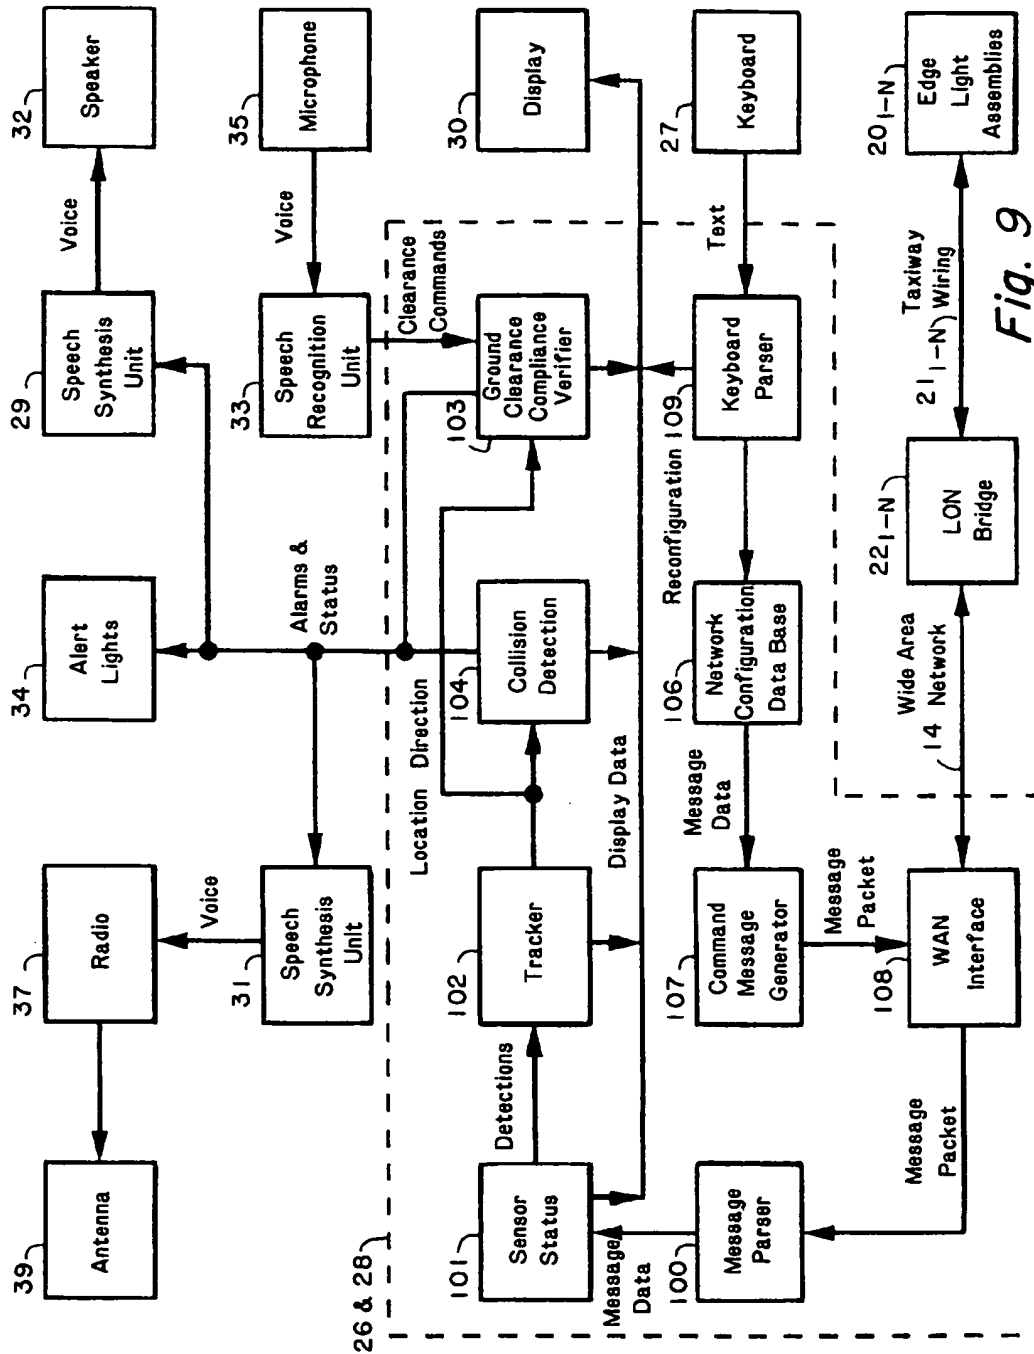 39
Antenna
37
Radio
34
Alert
Lights
29
Speech
Synthesis
Unit
Voice
32
Speaker
Voice
31
Speech
Synthesis
Unit
Alarms &
Status
33
Speech
Recognition
Unit
Voice
35
Microphone
26 & 28
Location Direction
Clearance
Commands
101
Sensor
Status
Detections
102
Tracker
104
Collision
Detection
103
Ground
Clearance
Compliance
Verifier
30
Display
Display Data
Message
Data
100
Message
Parser
107
Command
Message
Generator
Message
Data
106
Network
Configuration
Data Base
Reconfiguration
109
Keyboard
Parser
Text
27
Keyboard
Message
Packet
Message
Packet
108
WAN
Interface
Wide Area
14 Network
22 1-N
LON
Bridge
Taxiway
21 1-N Wiring
20 1-N
Edge
Light
Assemblies
Fig. 9